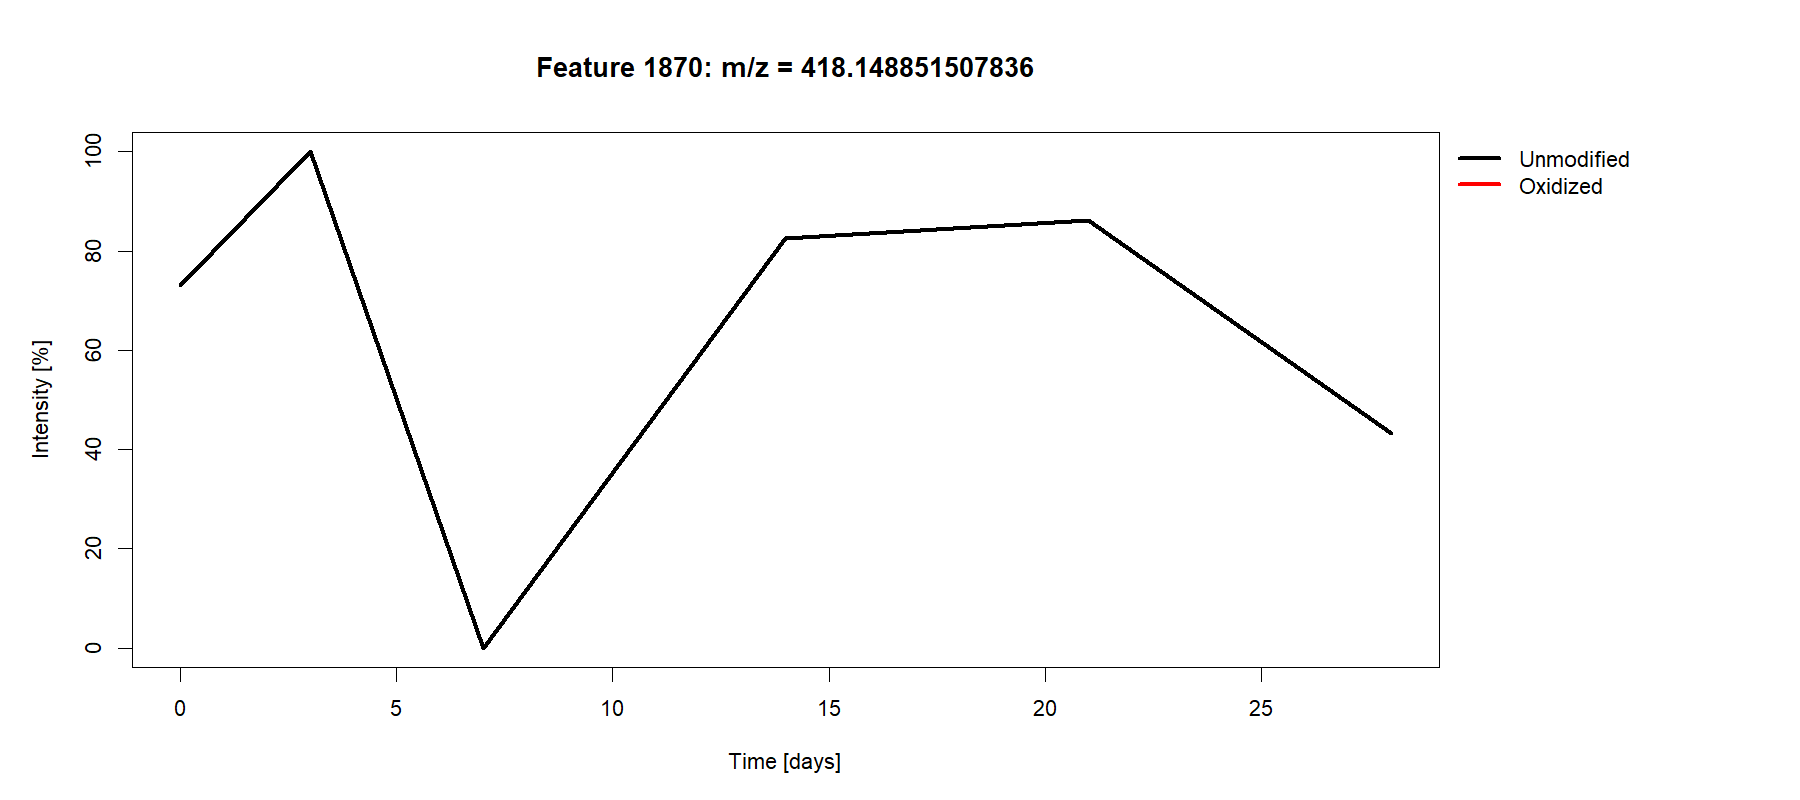 Feature 1870: m/z = 418.148851507836
Unmodified
Oxidized
Intensity [%]
100
80
60
40
20
0
0 5 10 15 20 25
Time [days]